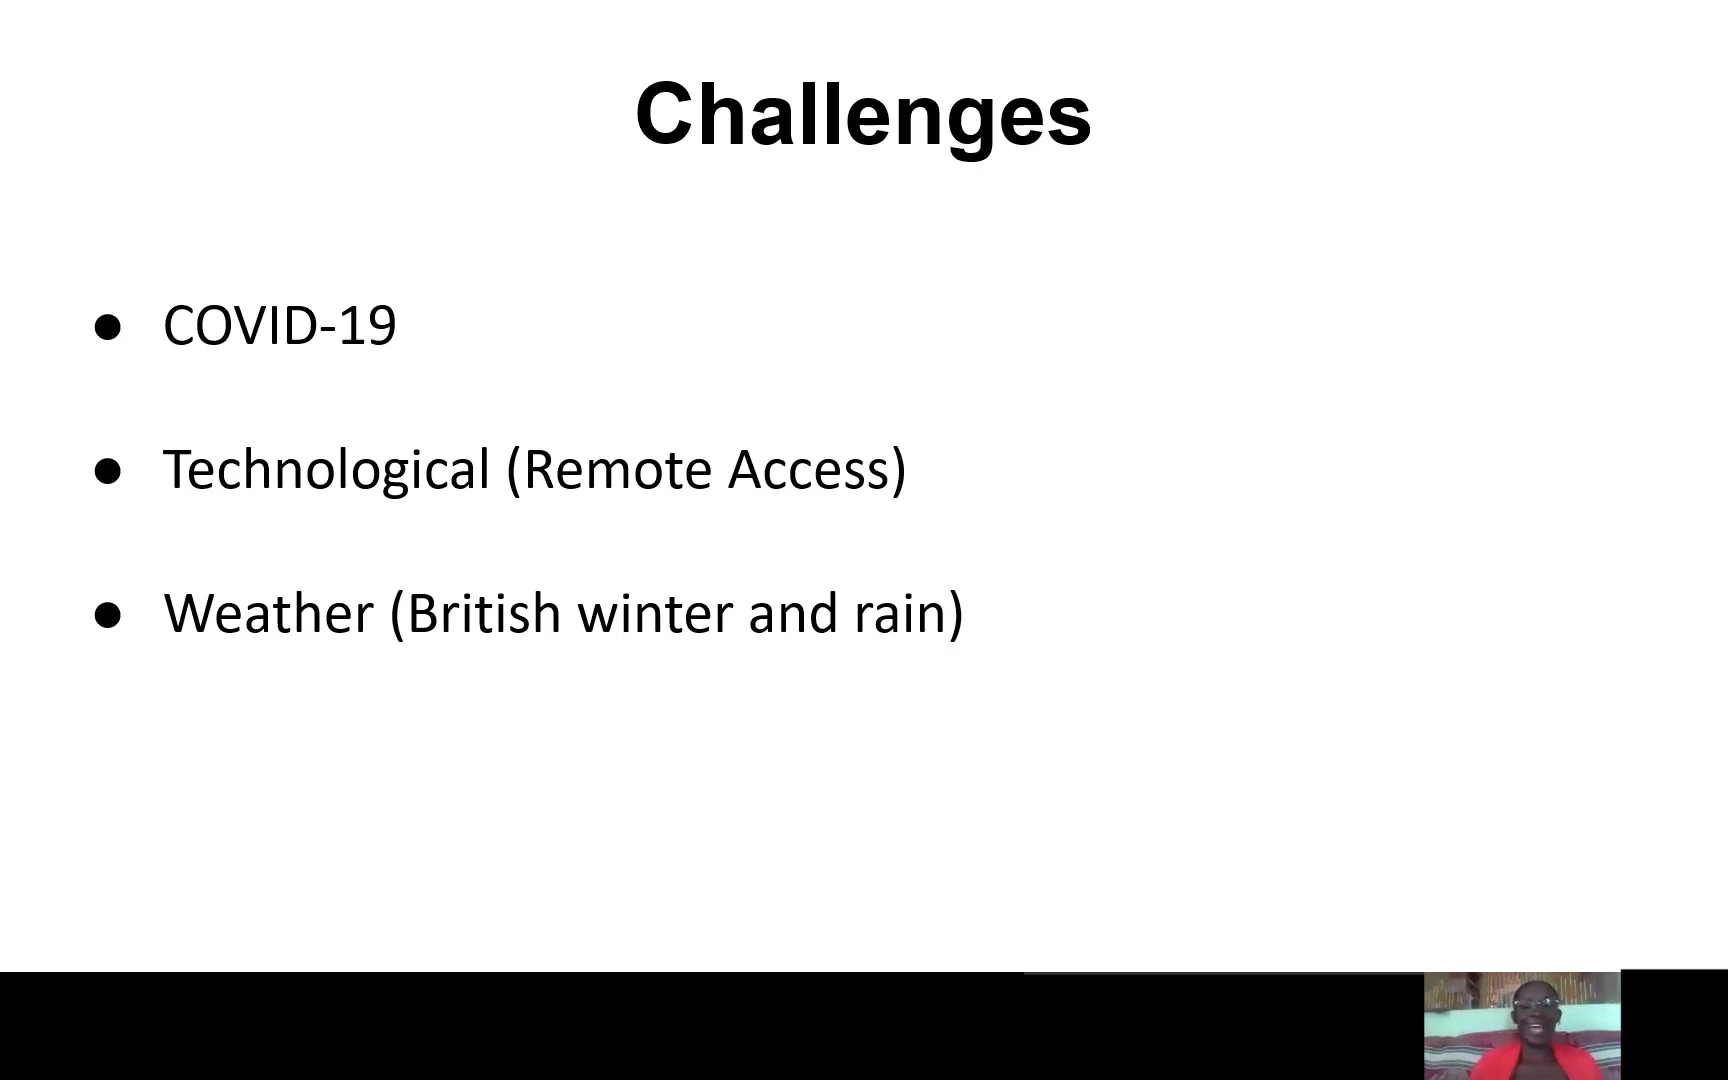 Challenges
● COVID-19
● Technological (Remote Access)
● Weather (British winter and rain)